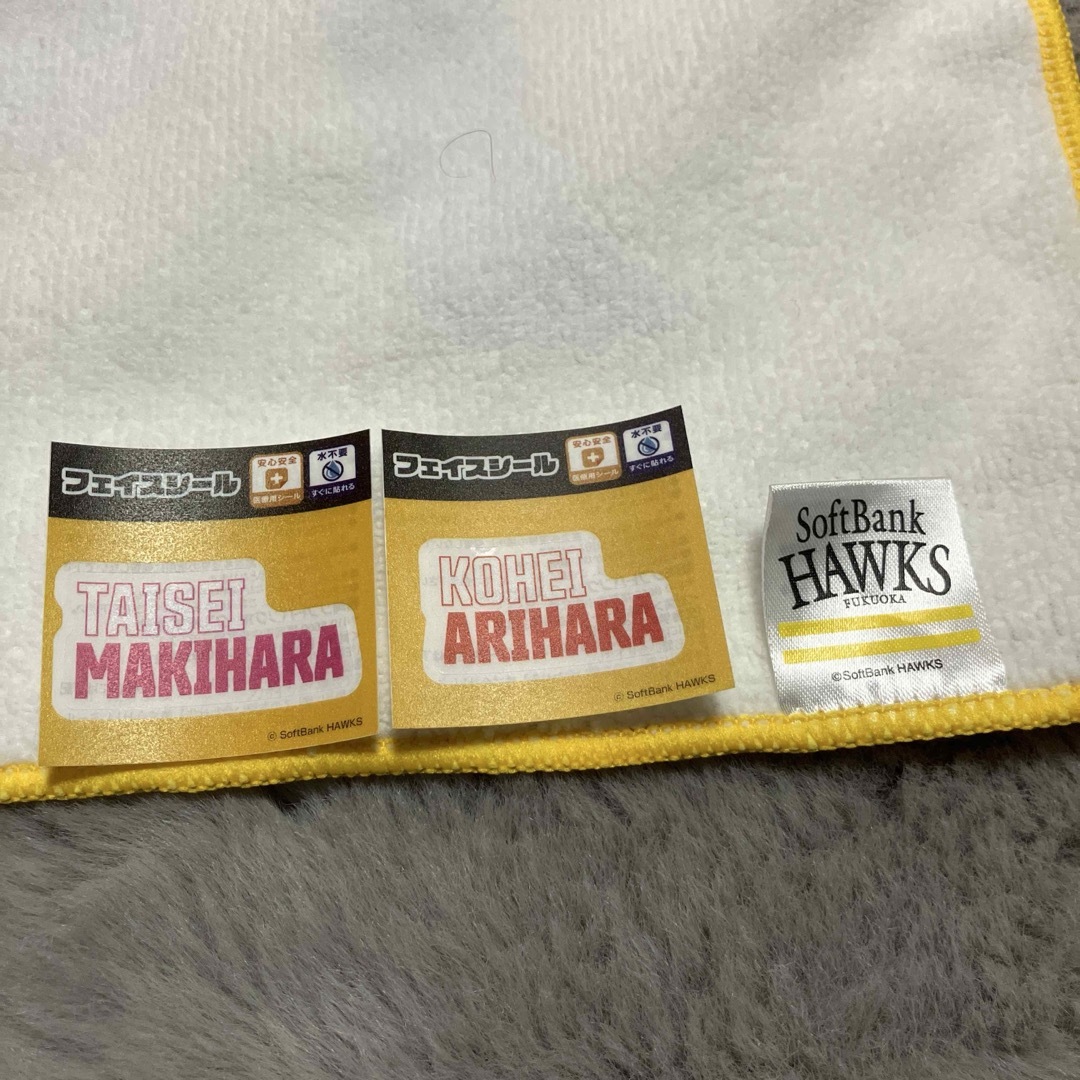 フェイスシール
安心安全
医療用シール
水不要
すぐに貼れる
TAISEI
MAKIHARA
© SoftBank HAWKS
フェイスシール
安心安全
医療用シール
水不要
すぐに貼れる
KOHEI
ARIHARA
© SoftBank HAWKS
SoftBank
HAWKS
FUKUOKA
©SoftBank HAWKS